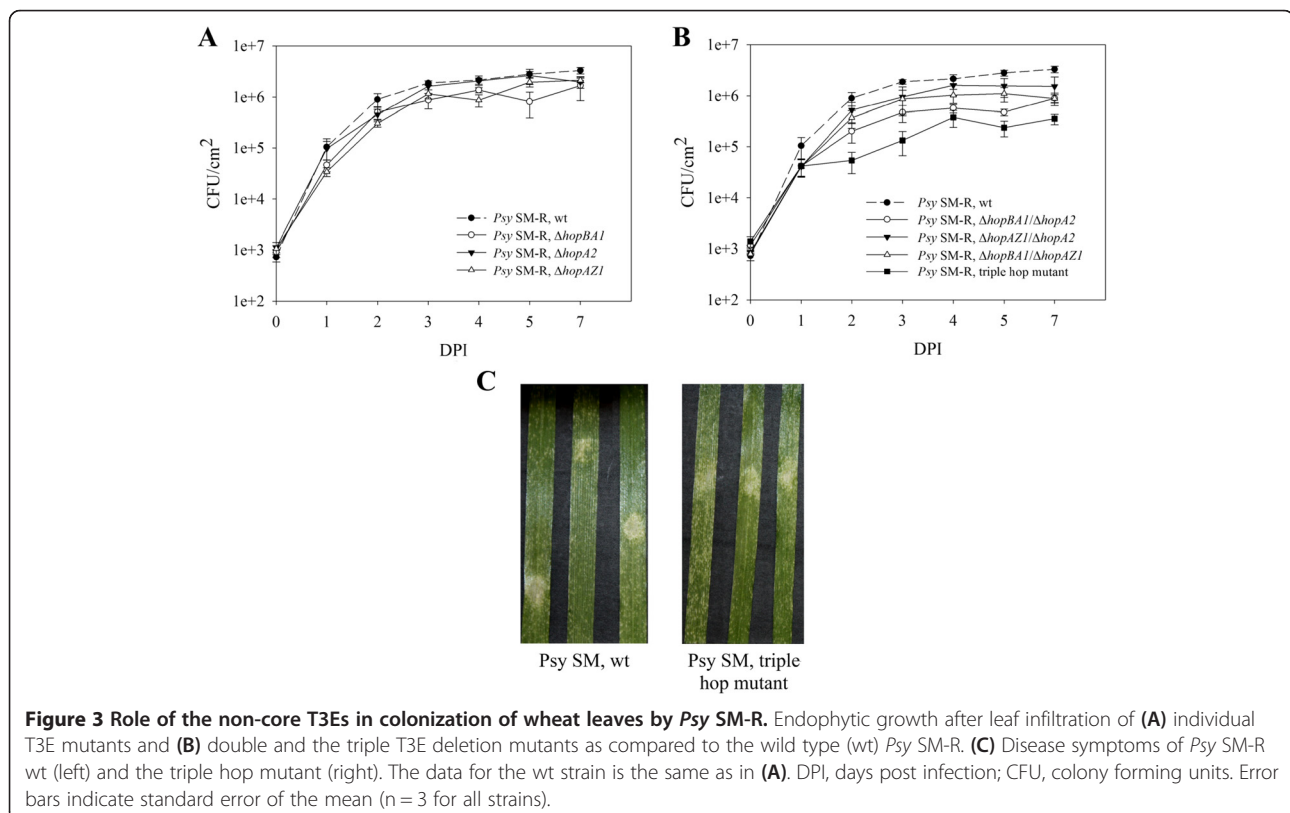 A
B
1e+7
1e+6
1e+5
1e+4
1e+3
1e+2
CFU/cm²
0 1 2 3 4 5 7
DPI
Psy SM-R, wt
Psy SM-R, ΔhopBA1
Psy SM-R, ΔhopA2
Psy SM-R, ΔhopAZ1
1e+7
1e+6
1e+5
1e+4
1e+3
1e+2
CFU/cm²
0 1 2 3 4 5 7
DPI
Psy SM-R, wt
Psy SM-R, ΔhopBA1/ΔhopA2
Psy SM-R, ΔhopAZ1/ΔhopA2
Psy SM-R, ΔhopBA1/ΔhopAZ1
Psy SM-R, triple hop mutant
C
Psy SM, wt
Psy SM, triple
hop mutant
Figure 3 Role of the non-core T3Es in colonization of wheat leaves by Psy SM-R. Endophytic growth after leaf infiltration of (A) individual
T3E mutants and (B) double and the triple T3E deletion mutants as compared to the wild type (wt) Psy SM-R. (C) Disease symptoms of Psy SM-R
wt (left) and the triple hop mutant (right). The data for the wt strain is the same as in (A). DPI, days post infection; CFU, colony forming units. Error
bars indicate standard error of the mean (n = 3 for all strains).